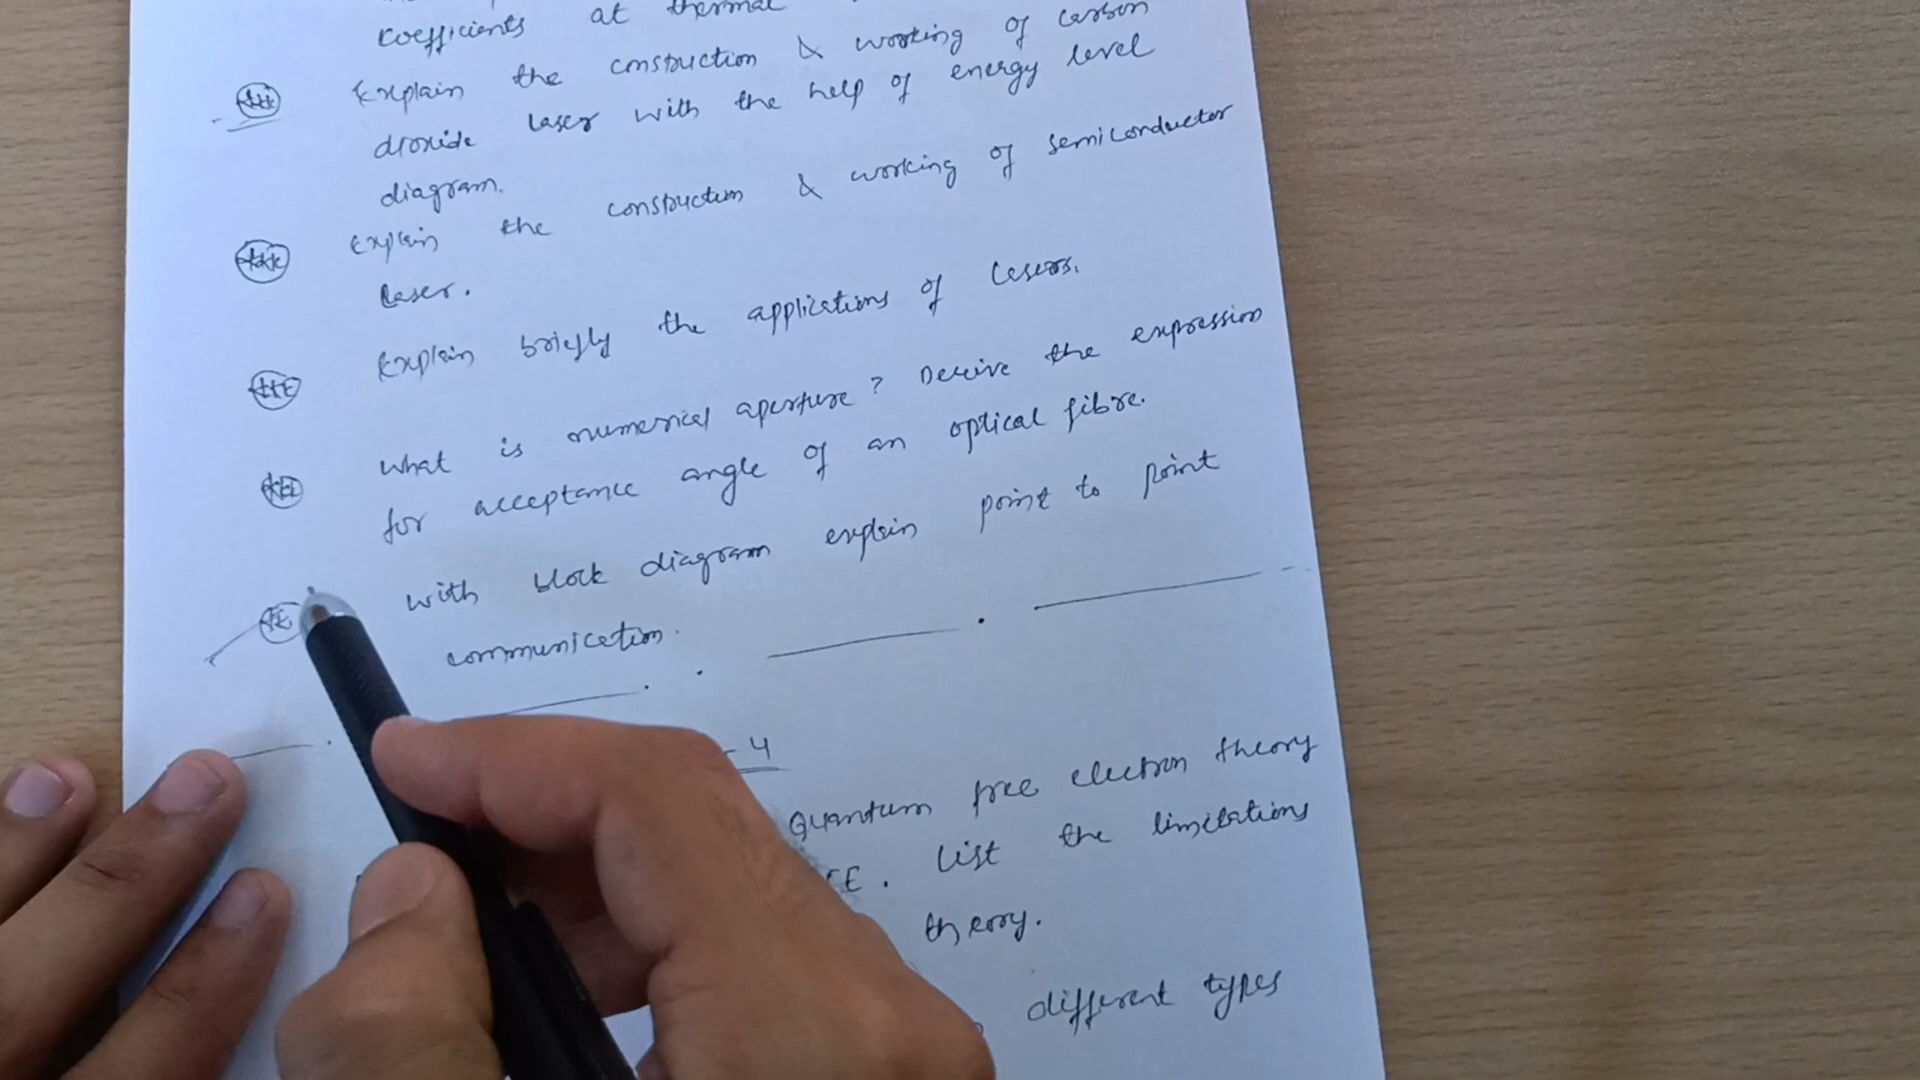 coefficients at thermal
Explain the construction & working of carbon
dioxide laser with the help of energy level
diagram.
Explain the construction & working of semiconductor
laser.
Explain briefly the applications of lasers.
What is numerical aperture? Derive the expression
for acceptance angle of an optical fibre.
With block diagram explain point to point
communication.
- 4
Quantum free electron theory
List the limitations
theory.
different types